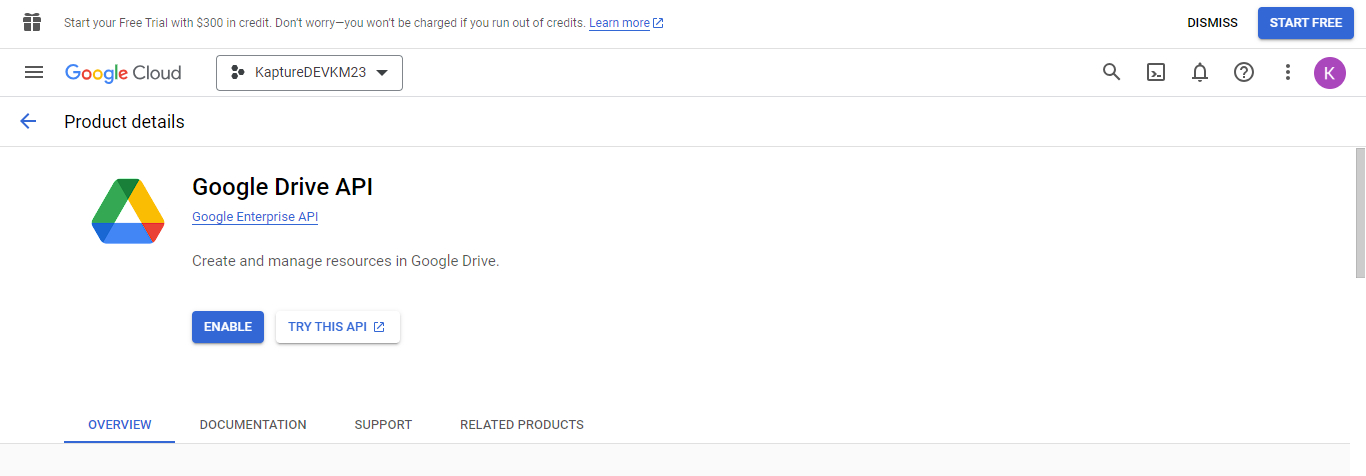 Start your Free Trial with $300 in credit. Don't worry—you won't be charged if you run out of credits. Learn more
DISMISS
START FREE
Google Cloud
KaptureDEVKM23
K
Product details
Google Drive API
Google Enterprise API
Create and manage resources in Google Drive.
ENABLE
TRY THIS API
OVERVIEW
DOCUMENTATION
SUPPORT
RELATED PRODUCTS